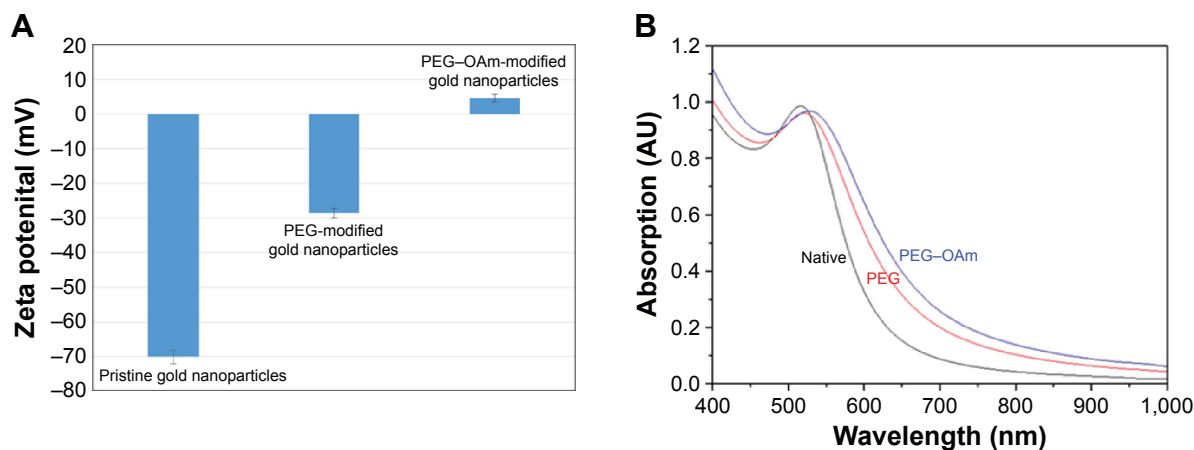 A
Zeta potenital (mV)
20
10
0
–10
–20
–30
–40
–50
–60
–70
–80
Pristine gold nanoparticles
PEG-modified
gold nanoparticles
PEG–OAm-modified
gold nanoparticles
B
Absorption (AU)
1.2
1.0
0.8
0.6
0.4
0.2
0.0
Native
PEG
PEG–OAm
400
500
600
700
800
900
1,000
Wavelength (nm)